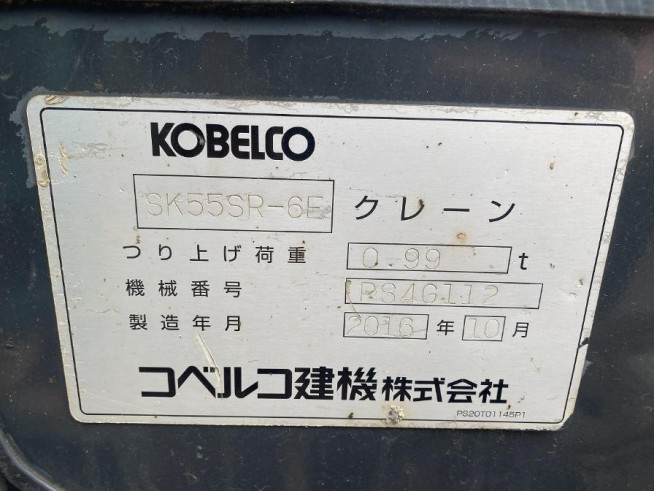 KOBELCO
SK55SR-6E クレーン
つり上げ荷重 0.99 t
機械番号 PS4G112
製造年月 2016 年 10 月
コベルコ建機株式会社
PS20T01145P1